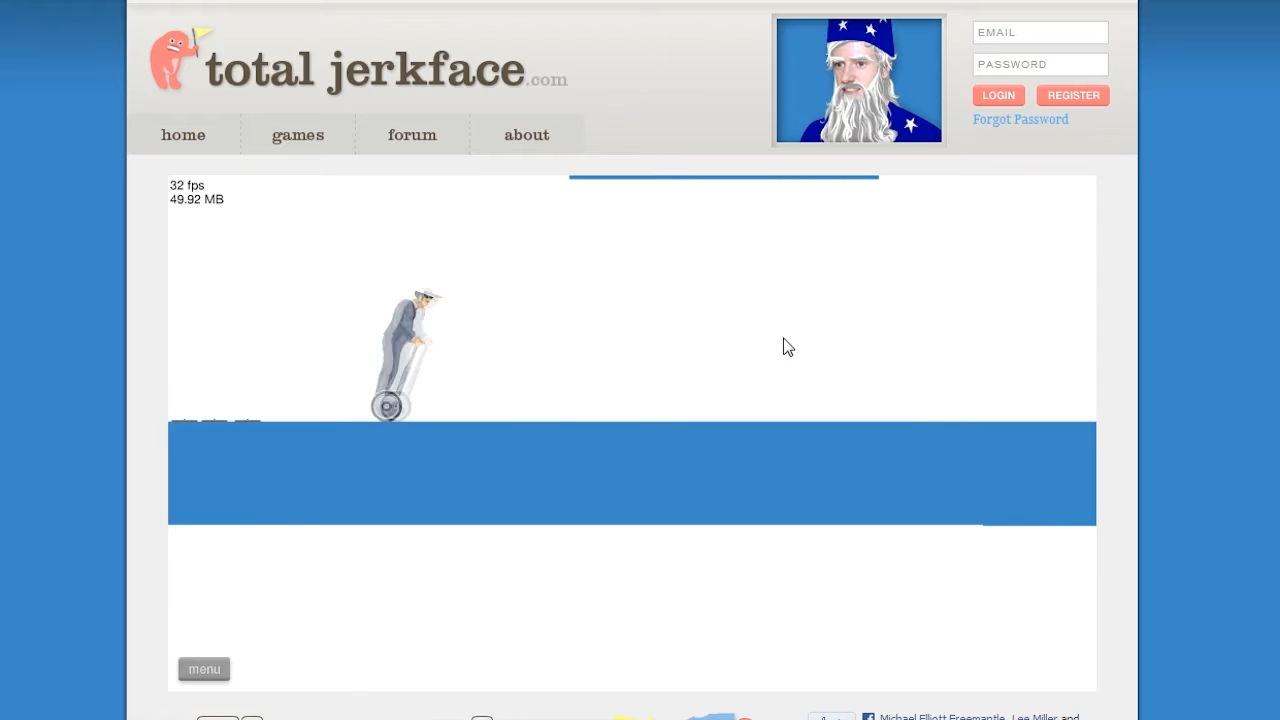 total jerkface.com
EMAIL
PASSWORD
LOGIN REGISTER
Forgot Password
home games forum about
32 fps
49.92 MB
menu
Michael Elliott Freemantle, Lee Miller and